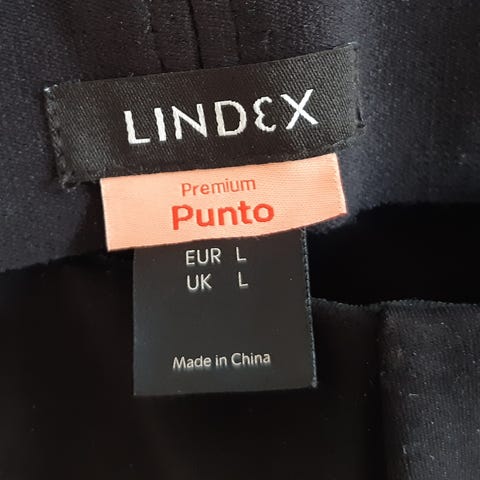 LINDEX
Premium
Punto
EUR L
UK L
Made in China